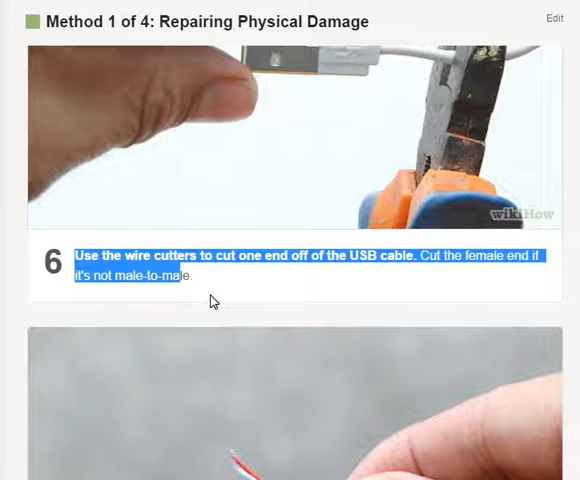 Method 1 of 4: Repairing Physical Damage
Edit
wikiHow
6
Use the wire cutters to cut one end off of the USB cable. Cut the female end if
it's not male-to-male.